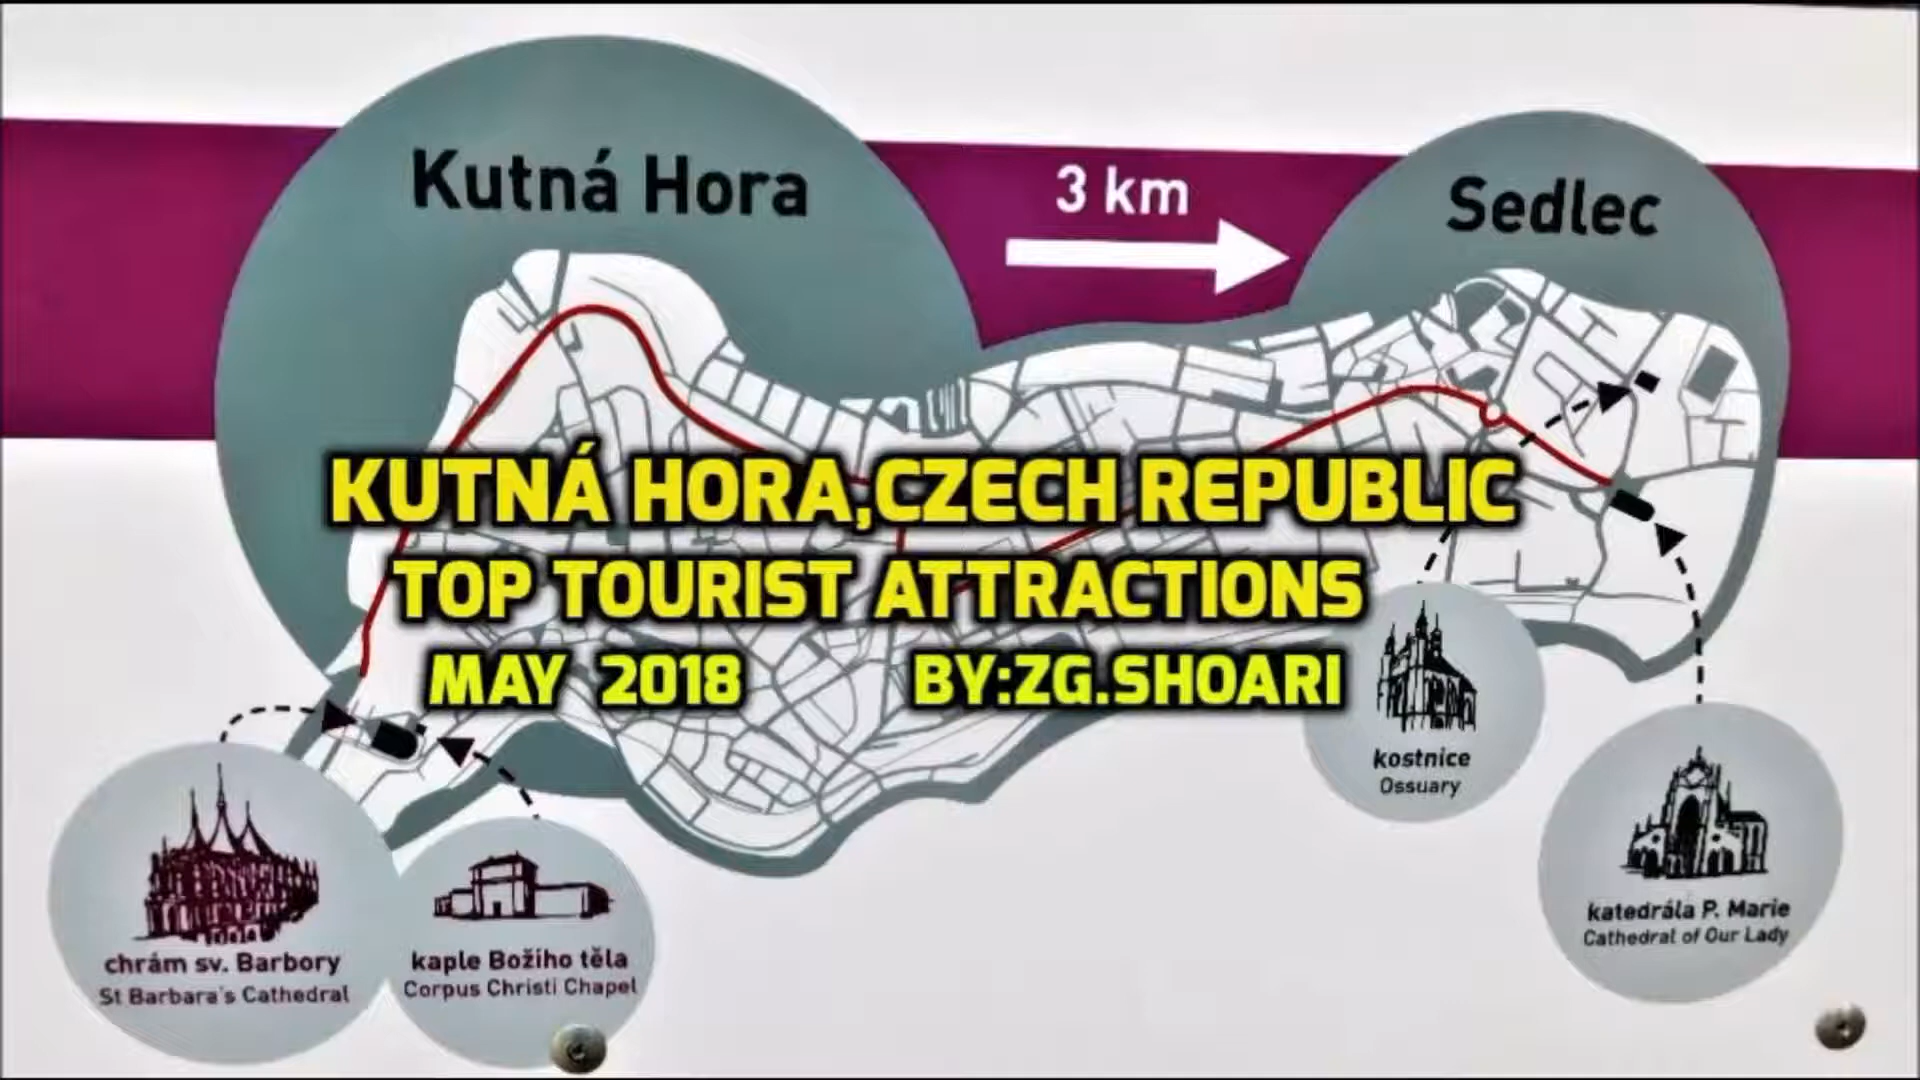 Kutná Hora
3 km
Sedlec
KUTNÁ HORA,CZECH REPUBLIC
TOP TOURIST ATTRACTIONS
MAY 2018 BY:ZG.SHOARI
kostnice
Ossuary
katedrála P. Marie
Cathedral of Our Lady
chrám sv. Barbory
St Barbara's Cathedral
kaple Božího těla
Corpus Christi Chapel